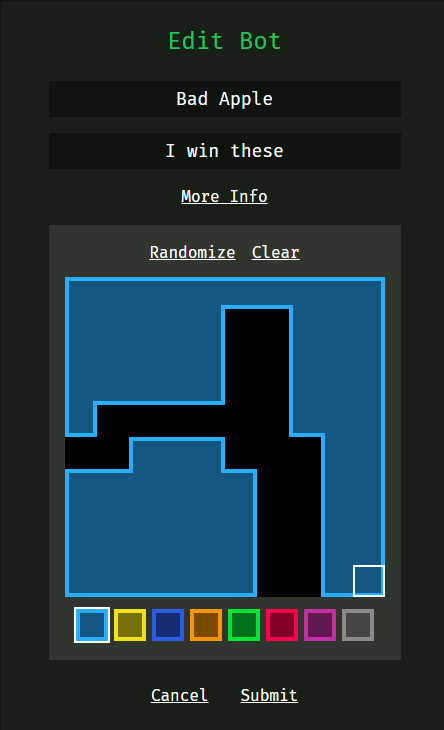 Edit Bot
Bad Apple
I win these
More Info
Randomize Clear
Cancel Submit